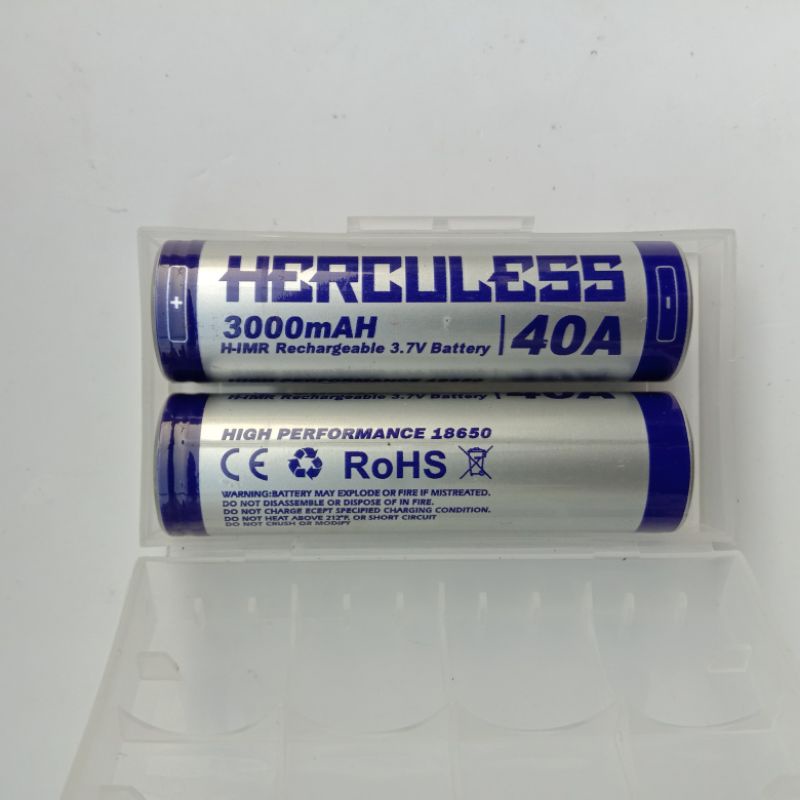 HERCULESS
+
-
3000mAH
H-IMR Rechargeable 3.7V Battery
40A
H-IMR Rechargeable 3.7V Battery 40A
HIGH PERFORMANCE 18650
CE RoHS
WARNING:BATTERY MAY EXPLODE OR FIRE IF MISTREATED.
DO NOT DISASSEMBLE OR DISPOSE OF IN FIRE.
DO NOT CHARGE ECEPT SPECIFIED CHARGING CONDITION.
DO NOT HEAT ABOVE 212°F, OR SHORT CIRCUIT
DO NOT CRUSH OR MODIFY